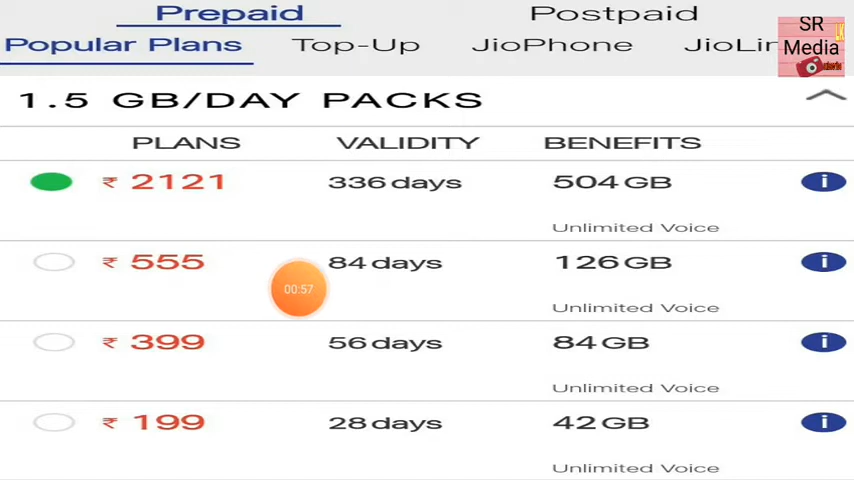 Prepaid Postpaid
Popular Plans Top-Up JioPhone JioLin
SR
Media
1.5 GB/DAY PACKS
PLANS VALIDITY BENEFITS
₹ 2121 336 days 504 GB i
Unlimited Voice
₹ 555 84 days 126 GB i
00:57
Unlimited Voice
₹ 399 56 days 84 GB i
Unlimited Voice
₹ 199 28 days 42 GB i
Unlimited Voice